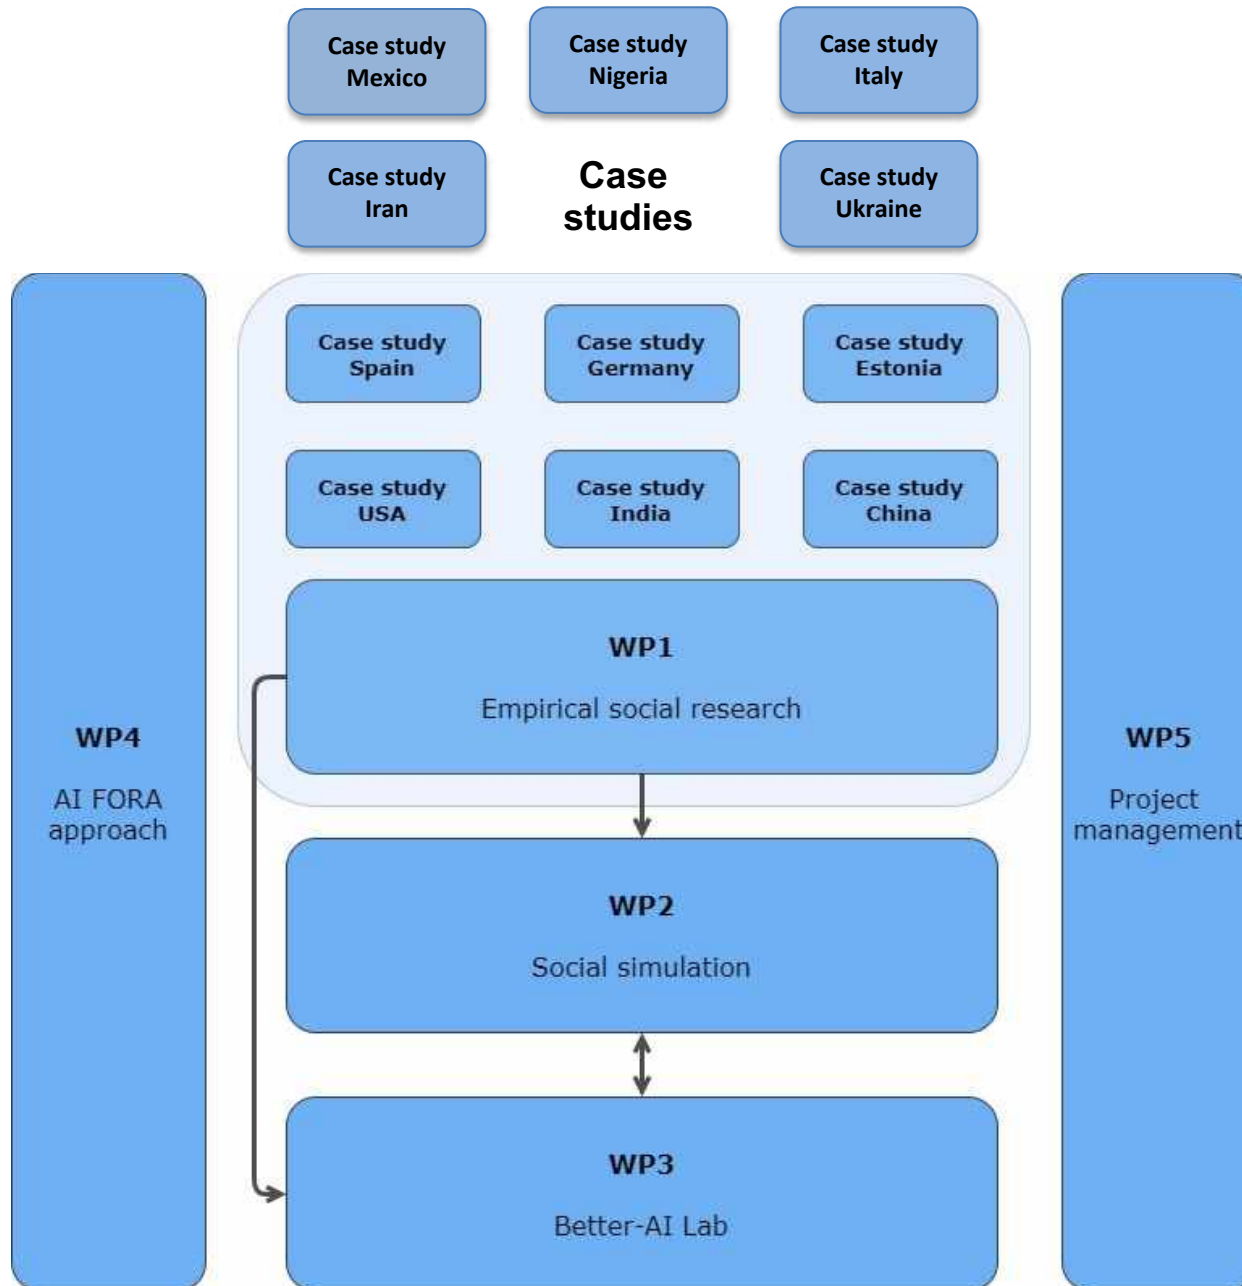 Case study
Mexico
Case study
Nigeria
Case study
Italy
Case study
Iran
Case
studies
Case study
Ukraine
Case study
Spain
Case study
Germany
Case study
Estonia
Case study
USA
Case study
India
Case study
China
WP1
Empirical social research
WP4
AI FORA
approach
WP5
Project
management
WP2
Social simulation
WP3
Better-AI Lab